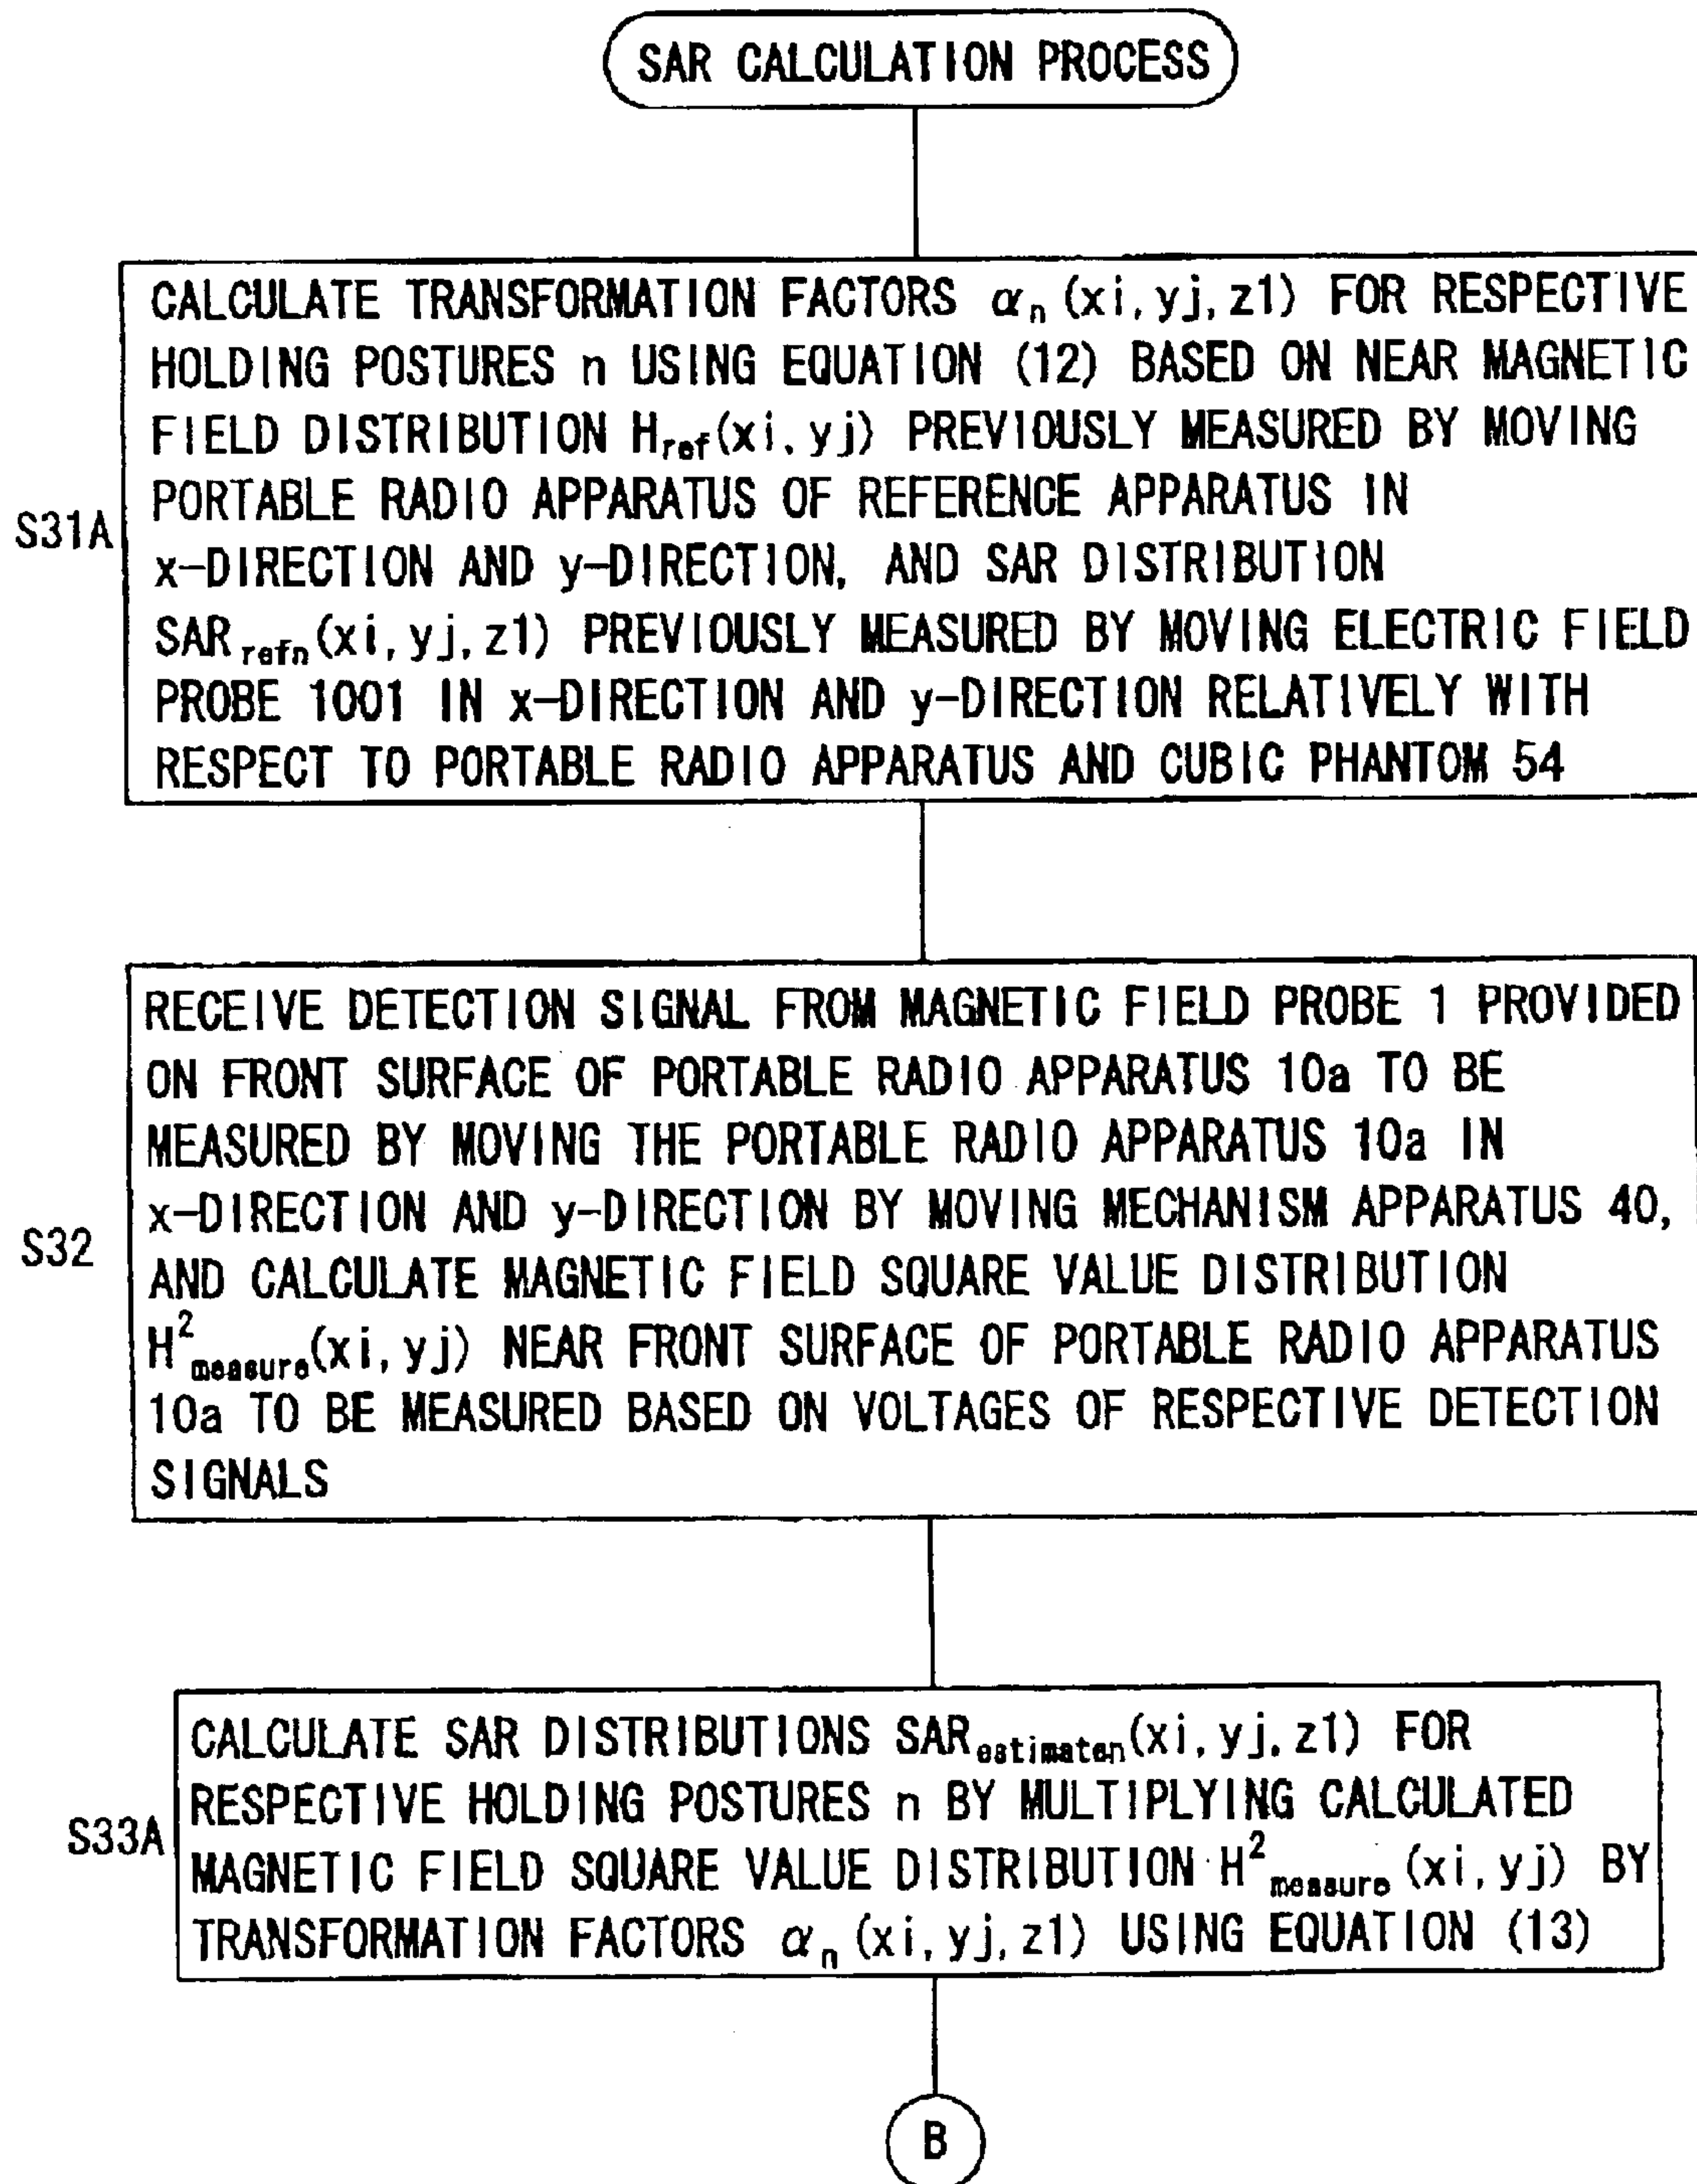 SAR CALCULATION PROCESS
S31A
CALCULATE TRANSFORMATION FACTORS αₙ(xi, yj, z1) FOR RESPECTIVE
HOLDING POSTURES n USING EQUATION (12) BASED ON NEAR MAGNETIC
FIELD DISTRIBUTION H_ref(xi, yj) PREVIOUSLY MEASURED BY MOVING
PORTABLE RADIO APPARATUS OF REFERENCE APPARATUS IN
x-DIRECTION AND y-DIRECTION, AND SAR DISTRIBUTION
SAR_refn(xi, yj, z1) PREVIOUSLY MEASURED BY MOVING ELECTRIC FIELD
PROBE 1001 IN x-DIRECTION AND y-DIRECTION RELATIVELY WITH
RESPECT TO PORTABLE RADIO APPARATUS AND CUBIC PHANTOM 54
S32
RECEIVE DETECTION SIGNAL FROM MAGNETIC FIELD PROBE 1 PROVIDED
ON FRONT SURFACE OF PORTABLE RADIO APPARATUS 10a TO BE
MEASURED BY MOVING THE PORTABLE RADIO APPARATUS 10a IN
x-DIRECTION AND y-DIRECTION BY MOVING MECHANISM APPARATUS 40,
AND CALCULATE MAGNETIC FIELD SQUARE VALUE DISTRIBUTION
H²_measure(xi, yj) NEAR FRONT SURFACE OF PORTABLE RADIO APPARATUS
10a TO BE MEASURED BASED ON VOLTAGES OF RESPECTIVE DETECTION
SIGNALS
S33A
CALCULATE SAR DISTRIBUTIONS SAR_estimaten(xi, yj, z1) FOR
RESPECTIVE HOLDING POSTURES n BY MULTIPLYING CALCULATED
MAGNETIC FIELD SQUARE VALUE DISTRIBUTION H²_measure(xi, yj) BY
TRANSFORMATION FACTORS αₙ(xi, yj, z1) USING EQUATION (13)
B